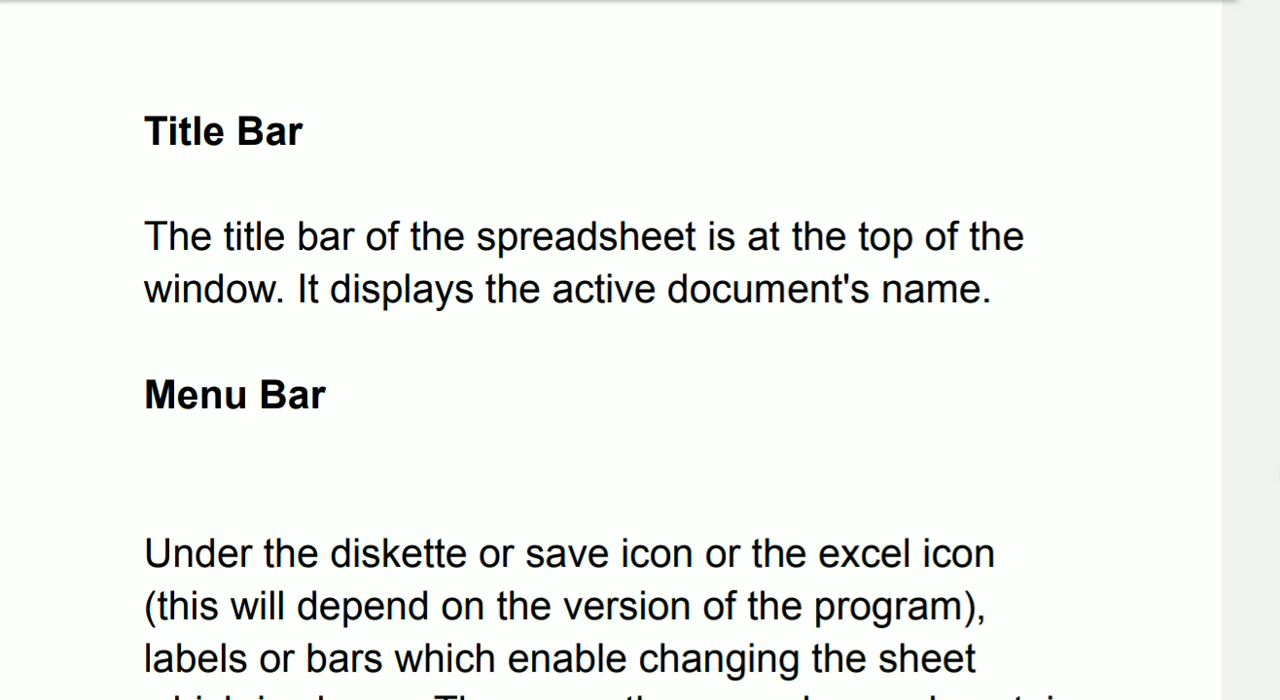 Title Bar
The title bar of the spreadsheet is at the top of the
window. It displays the active document's name.
Menu Bar
Under the diskette or save icon or the excel icon
(this will depend on the version of the program),
labels or bars which enable changing the sheet